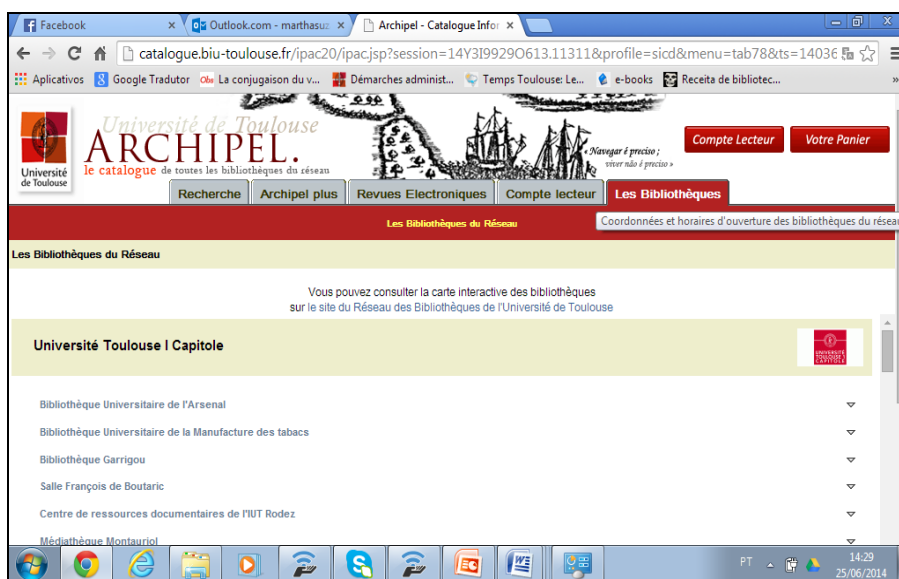 Facebook
Outlook.com - marthasuz
Archipel - Catalogue Infor
catalogue.biu-toulouse.fr/ipac20/ipac.jsp?session=14Y3I9929O613.11311&profile=sicd&menu=tab78&ts=14036
Aplicativos
Google Tradutor
La conjugaison du v...
Démarches administ...
Temps Toulouse: Le...
e-books
Receita de bibliotec...
»
Université de Toulouse
ARCHIPEL.
le catalogue de toutes les bibliothèques du réseau
Université
de Toulouse
«Navegar é preciso ;
viver não é preciso »
Compte Lecteur
Votre Panier
Recherche
Archipel plus
Revues Electroniques
Compte lecteur
Les Bibliothèques
Les Bibliothèques du Réseau
Coordonnées et horaires d'ouverture des bibliothèques du réseau
Les Bibliothèques du Réseau
Vous pouvez consulter la carte interactive des bibliothèques
sur le site du Réseau des Bibliothèques de l'Université de Toulouse
Université Toulouse I Capitole
UNIVERSITÉ
TOULOUSE 1
CAPITOLE
Bibliothèque Universitaire de l'Arsenal
Bibliothèque Universitaire de la Manufacture des tabacs
Bibliothèque Garrigou
Salle François de Boutaric
Centre de ressources documentaires de l'IUT Rodez
Médiathèque Montauriol
PT
14:29
25/06/2014